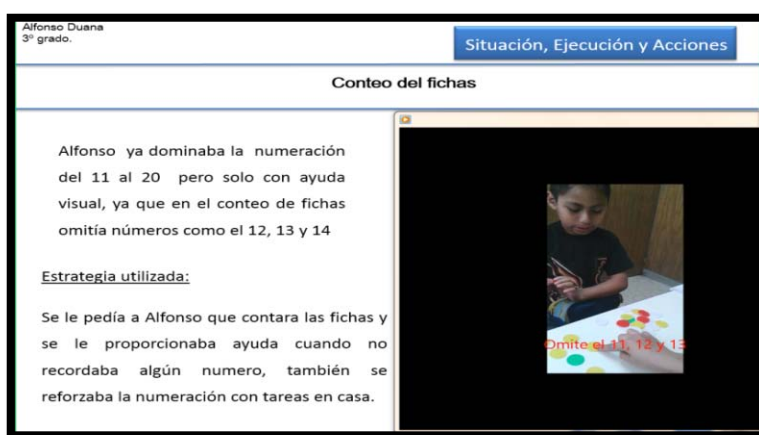 Alfonso Duana
3º grado.
Situación, Ejecución y Acciones
Conteo del fichas
Alfonso ya dominaba la numeración
del 11 al 20 pero solo con ayuda
visual, ya que en el conteo de fichas
omitía números como el 12, 13 y 14
Estrategia utilizada:
Se le pedía a Alfonso que contara las fichas y
se le proporcionaba ayuda cuando no
recordaba algún numero, también se
reforzaba la numeración con tareas en casa.
Omite el 11, 12 y 13